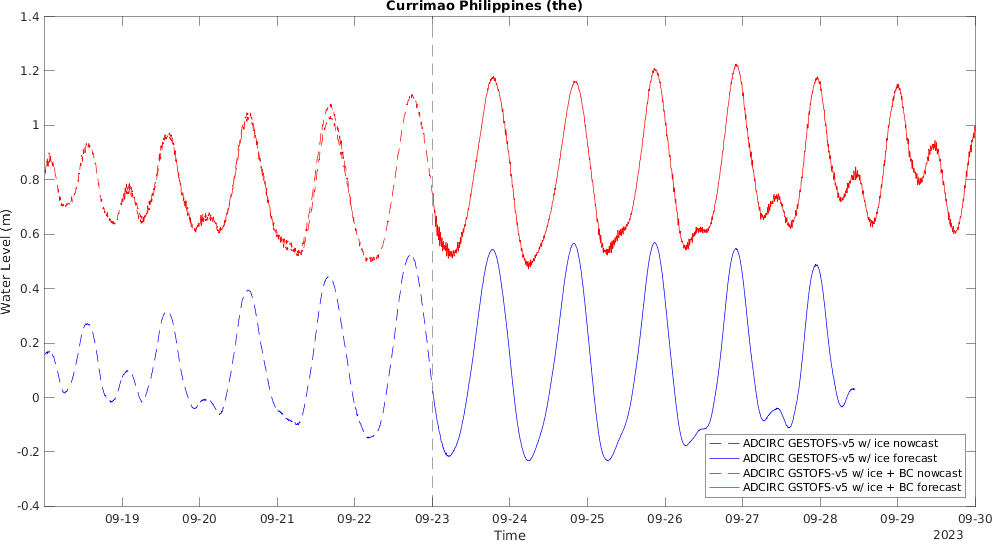 Currimao Philippines (the)
1.4
1.2
1
0.8
0.6
0.4
0.2
0
-0.2
-0.4
Water Level (m)
ADCIRC GESTOFS-v5 w/ ice nowcast
ADCIRC GESTOFS-v5 w/ ice forecast
ADCIRC GSTOFS-v5 w/ ice + BC nowcast
ADCIRC GSTOFS-v5 w/ ice + BC forecast
09-19 09-20 09-21 09-22 09-23 09-24 09-25 09-26 09-27 09-28 09-29 09-30
Time
2023